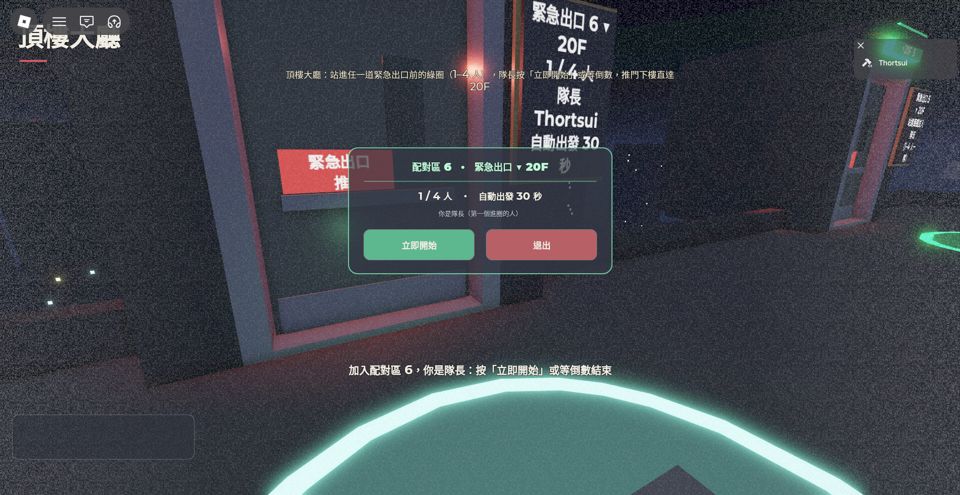 頂樓大廳
緊急出口 6 ▼
20F
1 / 4 人
隊長
Thortsui
自動出發 30
秒
Thortsui
頂樓大廳：站進任一道緊急出口前的綠圈（1–4 人），隊長按「立即開始」或等倒數，推門下樓直達
20F
緊急出口
推
配對區 6 • 緊急出口 ▼ 20F
1 / 4 人 • 自動出發 30 秒
你是隊長（第一個進圈的人）
立即開始
退出
加入配對區 6，你是隊長：按「立即開始」或等倒數結束